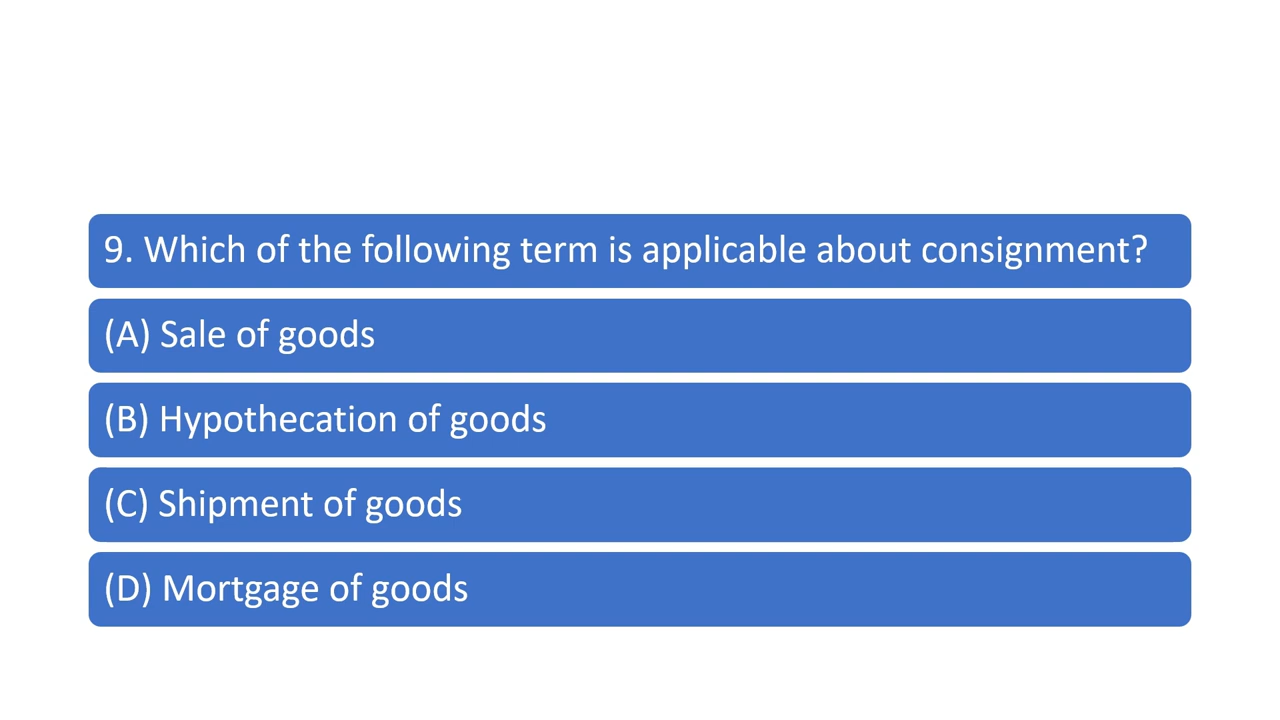 9. Which of the following term is applicable about consignment?
(A) Sale of goods
(B) Hypothecation of goods
(C) Shipment of goods
(D) Mortgage of goods